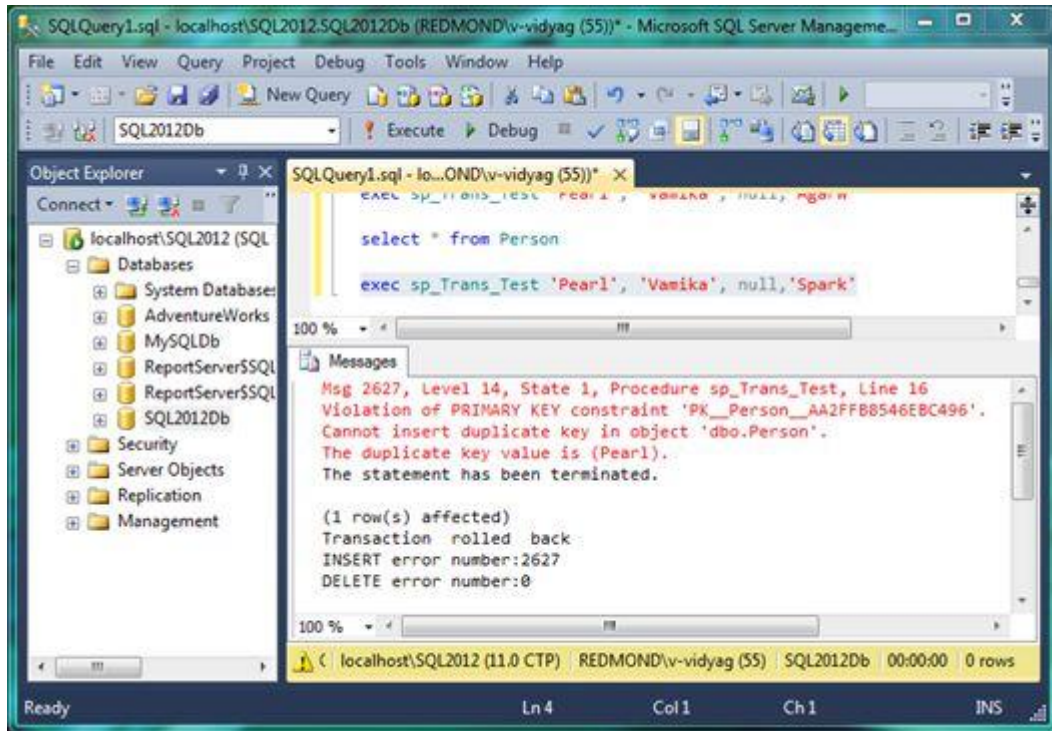 SQLQuery1.sql - localhost\SQL2012.SQL2012Db (REDMOND\v-vidyag (55))* - Microsoft SQL Server Manageme...
File Edit View Query Project Debug Tools Window Help
New Query
SQL2012Db
Execute Debug
Object Explorer
Connect
localhost\SQL2012 (SQL
Databases
System Databases
AdventureWorks
MySQLDb
ReportServer$SQL
ReportServer$SQL
SQL2012Db
Security
Server Objects
Replication
Management
SQLQuery1.sql - lo...OND\v-vidyag (55))*
exec sp_Trans_Test 'Pearl', 'Vamika', null,'Agarw
select * from Person
exec sp_Trans_Test 'Pearl', 'Vamika', null,'Spark'
100 %
Messages
Msg 2627, Level 14, State 1, Procedure sp_Trans_Test, Line 16
Violation of PRIMARY KEY constraint 'PK__Person__AA2FFB8546EBC496'.
Cannot insert duplicate key in object 'dbo.Person'.
The duplicate key value is (Pearl).
The statement has been terminated.
(1 row(s) affected)
Transaction rolled back
INSERT error number:2627
DELETE error number:0
100 %
localhost\SQL2012 (11.0 CTP) REDMOND\v-vidyag (55) SQL2012Db 00:00:00 0 rows
Ready Ln 4 Col 1 Ch 1 INS